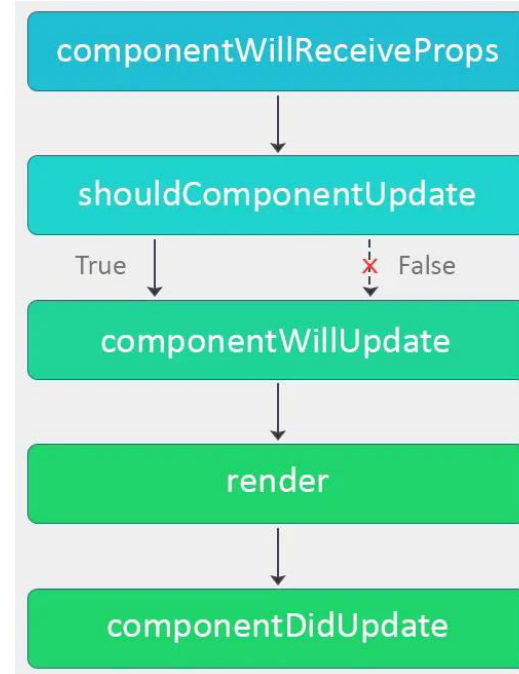 componentWillReceiveProps
shouldComponentUpdate
True False
componentWillUpdate
render
componentDidUpdate